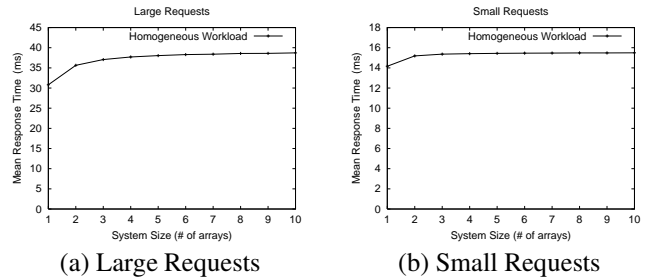 Large Requests
45
40
35
30
25
20
15
10
5
0
Mean Response Time (ms)
Homogeneous Workload
1 2 3 4 5 6 7 8 9 10
System Size (# of arrays)
(a) Large Requests
Small Requests
18
16
14
12
10
8
6
4
2
0
Mean Response Time (ms)
Homogeneous Workload
1 2 3 4 5 6 7 8 9 10
System Size (# of arrays)
(b) Small Requests